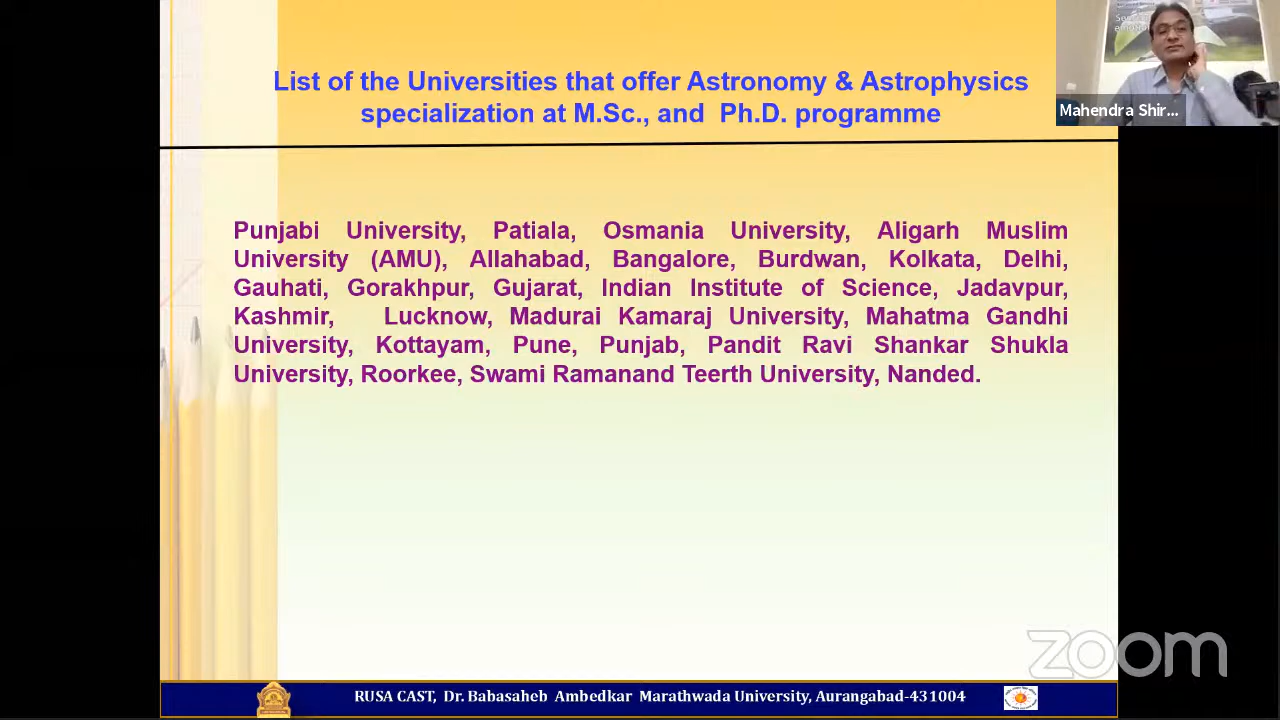 List of the Universities that offer Astronomy & Astrophysics
specialization at M.Sc., and Ph.D. programme
Mahendra Shir...
Punjabi University, Patiala, Osmania University, Aligarh Muslim
University (AMU), Allahabad, Bangalore, Burdwan, Kolkata, Delhi,
Gauhati, Gorakhpur, Gujarat, Indian Institute of Science, Jadavpur,
Kashmir, Lucknow, Madurai Kamaraj University, Mahatma Gandhi
University, Kottayam, Pune, Punjab, Pandit Ravi Shankar Shukla
University, Roorkee, Swami Ramanand Teerth University, Nanded.
zoom
RUSA CAST, Dr. Babasaheb Ambedkar Marathwada University, Aurangabad-431004